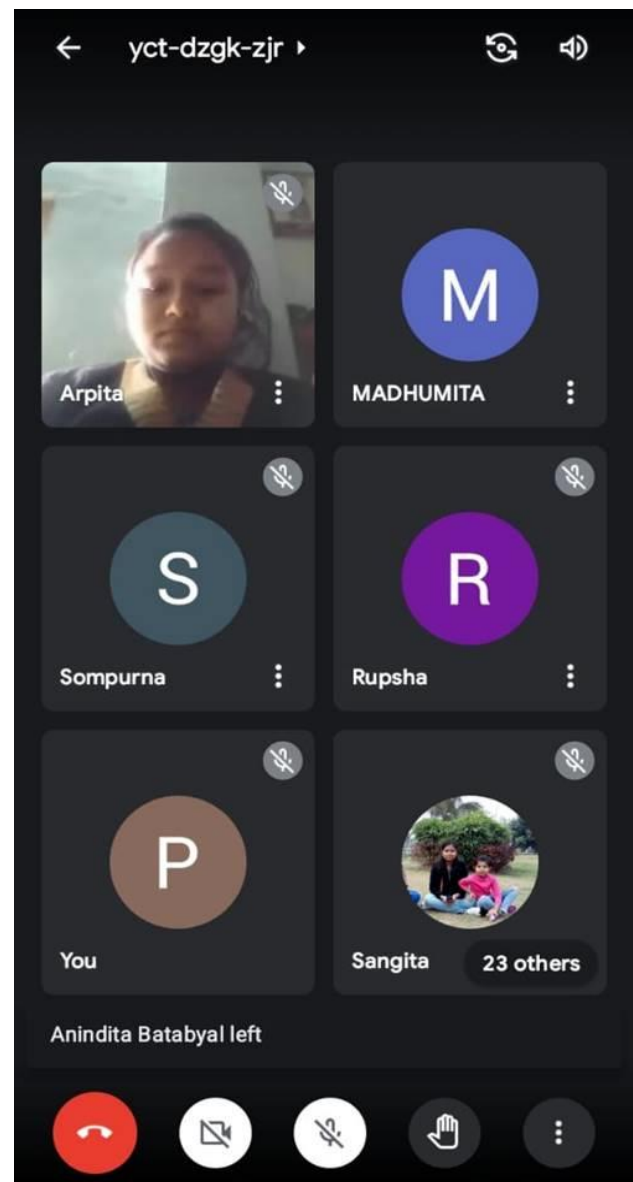 yct-dzgk-zjr
Arpita
M
MADHUMITA
S
Sompurna
R
Rupsha
P
You
Sangita
23 others
Anindita Batabyal left